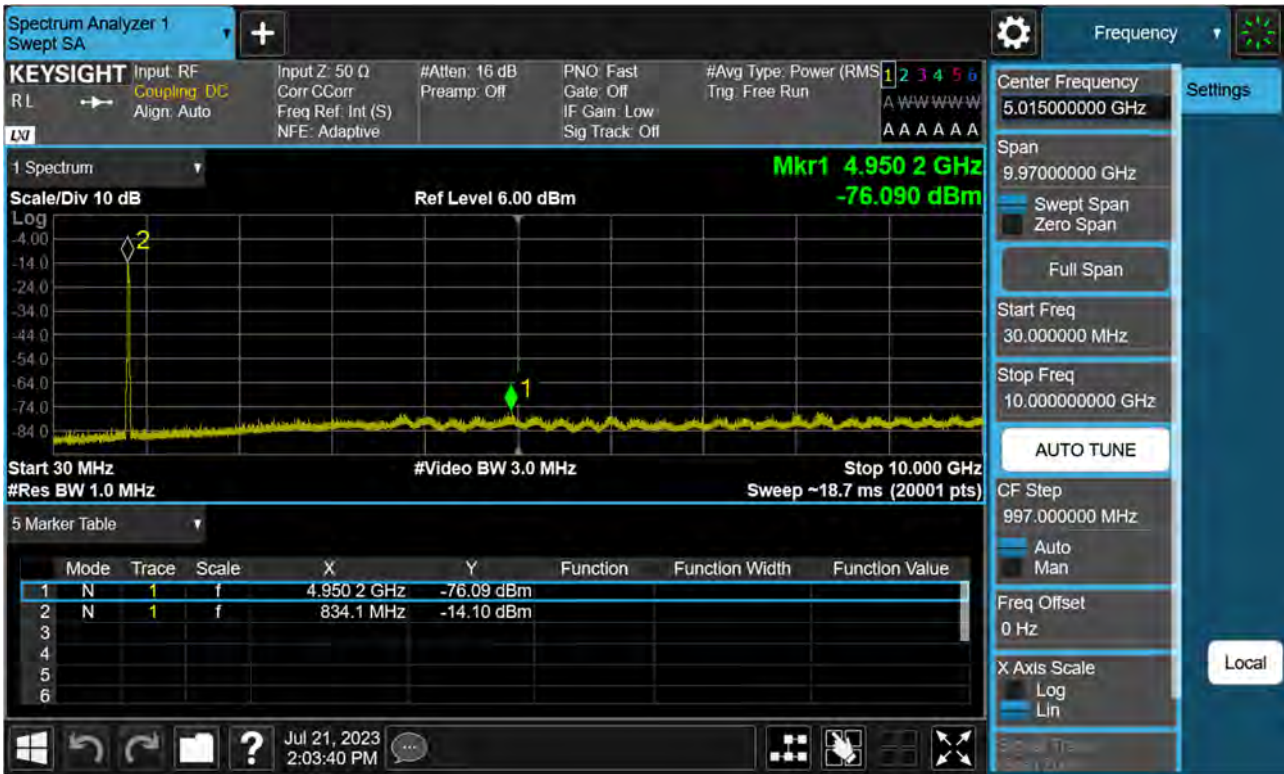 Spectrum Analyzer 1
Swept SA
+
Frequency
KEYSIGHT
RL
LXI
Input: RF
Coupling: DC
Align: Auto
Input Z: 50 Ω
Corr CCorr
Freq Ref: Int (S)
NFE: Adaptive
#Atten: 16 dB
Preamp: Off
PNO: Fast
Gate: Off
IF Gain: Low
Sig Track: Off
#Avg Type: Power (RMS
Trig: Free Run
1 2 3 4 5 6
A W W W W W
A A A A A A
1 Spectrum
Mkr1 4.950 2 GHz
-76.090 dBm
Scale/Div 10 dB
Ref Level 6.00 dBm
Log
-4.00
-14.0
-24.0
-34.0
-44.0
-54.0
-64.0
-74.0
-84.0
2
1
Start 30 MHz
#Video BW 3.0 MHz
Stop 10.000 GHz
#Res BW 1.0 MHz
Sweep ~18.7 ms (20001 pts)
5 Marker Table
Mode Trace Scale X Y Function Function Width Function Value
1 N 1 f 4.950 2 GHz -76.09 dBm
2 N 1 f 834.1 MHz -14.10 dBm
3
4
5
6
?
Jul 21, 2023
2:03:40 PM
Center Frequency
5.015000000 GHz
Span
9.97000000 GHz
Swept Span
Zero Span
Full Span
Start Freq
30.000000 MHz
Stop Freq
10.000000000 GHz
AUTO TUNE
CF Step
997.000000 MHz
Auto
Man
Freq Offset
0 Hz
X Axis Scale
Log
Lin
Settings
Local